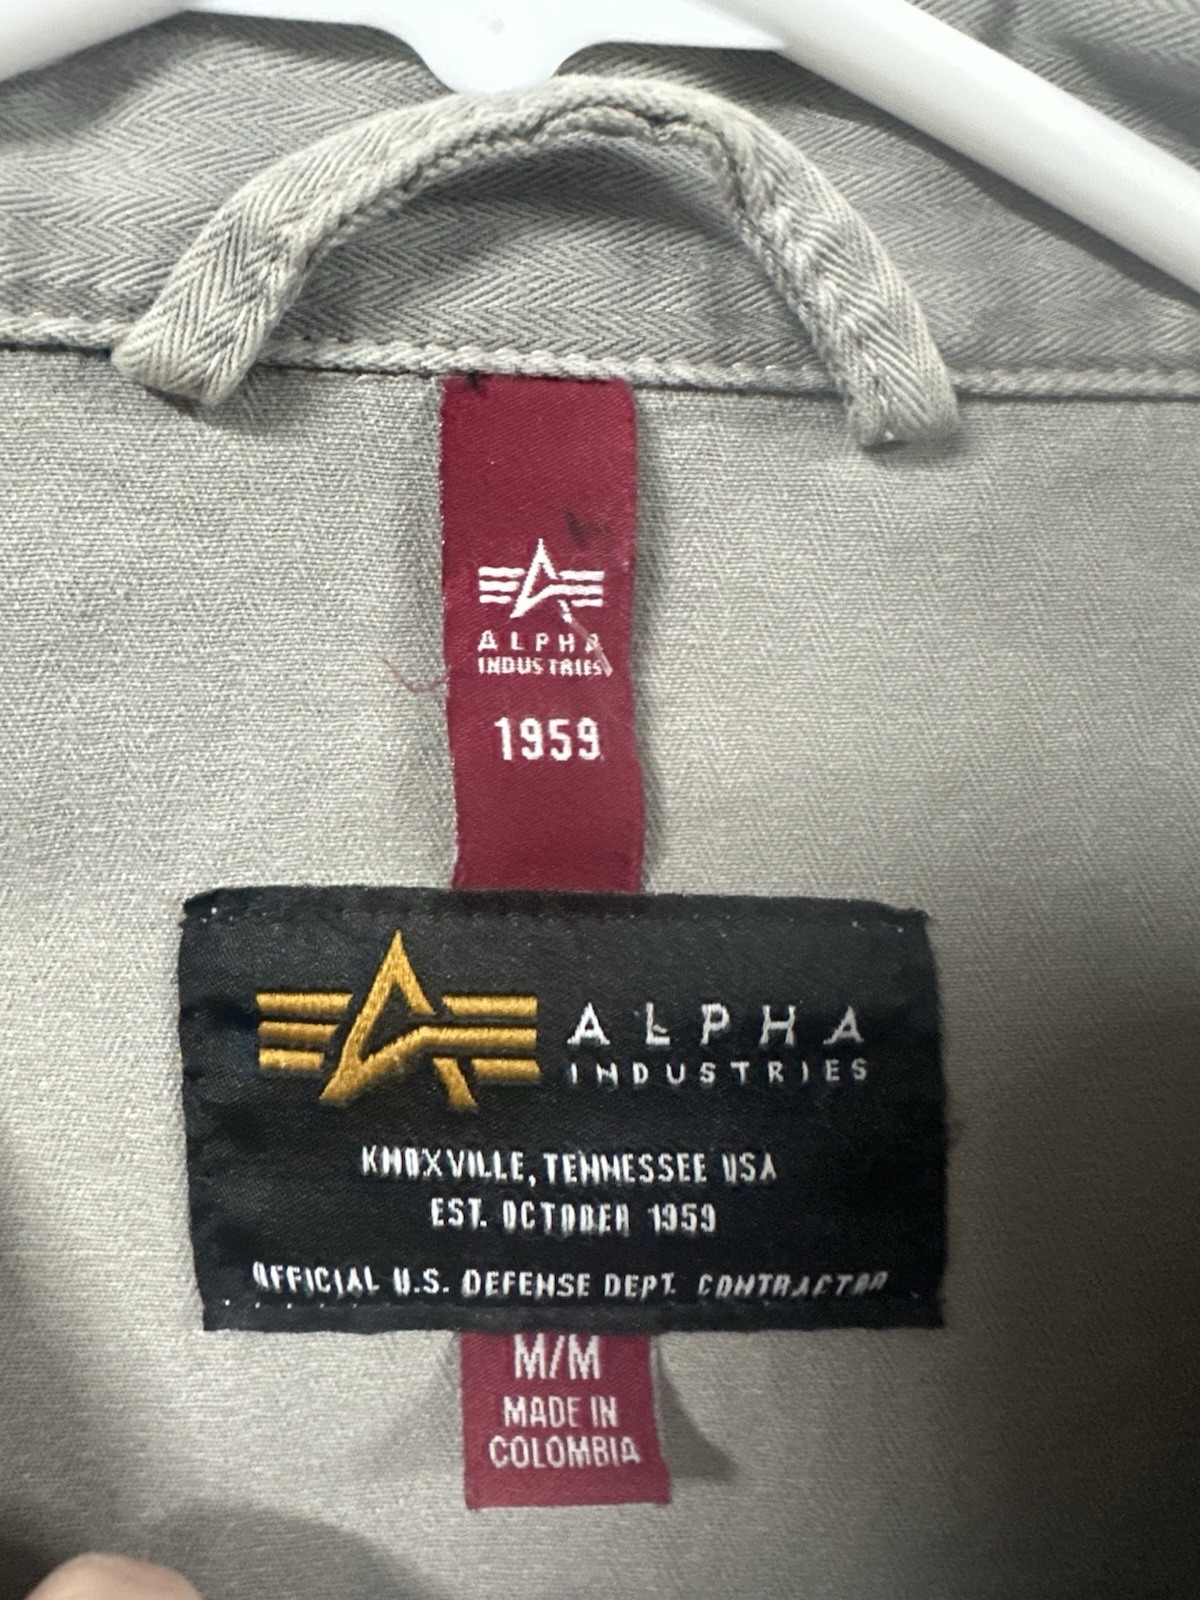 ALPHA
INDUSTRIES
1959
ALPHA
INDUSTRIES
KNOXVILLE, TENNESSEE USA
EST. OCTOBER 1959
OFFICIAL U.S. DEFENSE DEPT. CONTRACTOR
M/M
MADE IN
COLOMBIA